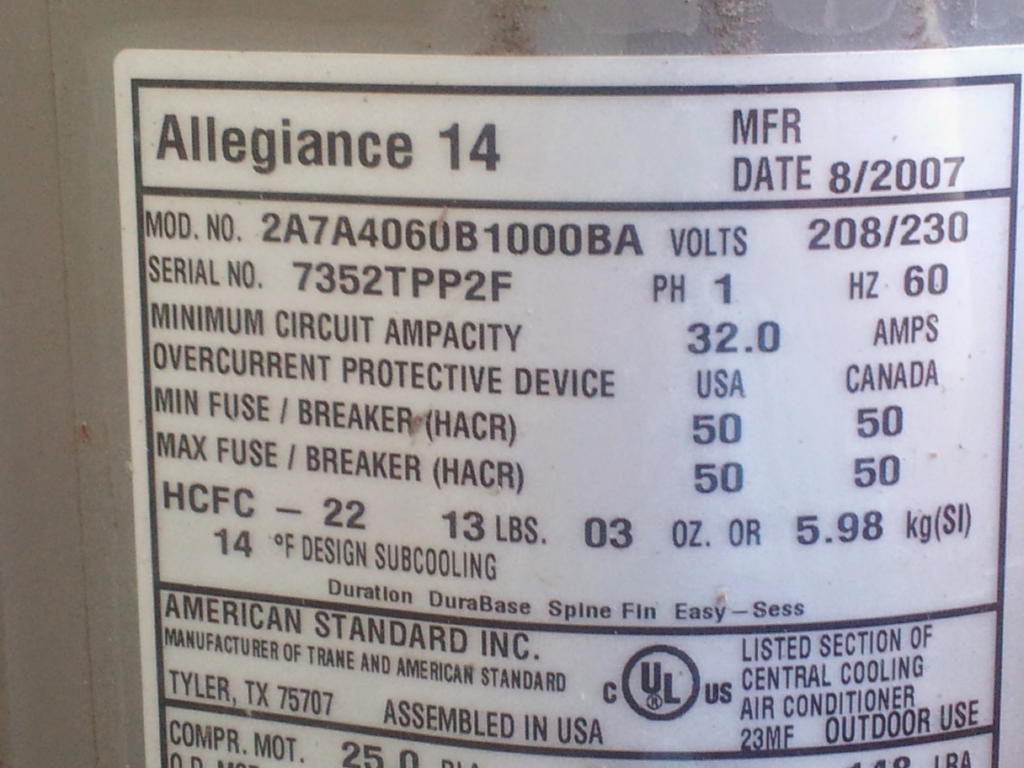 Allegiance 14
MFR
DATE 8/2007
MOD. NO. 2A7A4060B1000BA VOLTS 208/230
SERIAL NO. 7352TPP2F PH 1 HZ 60
MINIMUM CIRCUIT AMPACITY 32.0 AMPS
OVERCURRENT PROTECTIVE DEVICE USA CANADA
MIN FUSE / BREAKER (HACR) 50 50
MAX FUSE / BREAKER (HACR) 50 50
HCFC - 22 13 LBS. 03 OZ. OR 5.98 kg(SI)
14 °F DESIGN SUBCOOLING
Duration DuraBase Spine Fin Easy-Sess
AMERICAN STANDARD INC.
MANUFACTURER OF TRANE AND AMERICAN STANDARD
TYLER, TX 75707 ASSEMBLED IN USA
C UL ® US
LISTED SECTION OF
CENTRAL COOLING
AIR CONDITIONER
23MF OUTDOOR USE
COMPR. MOT. 25.0